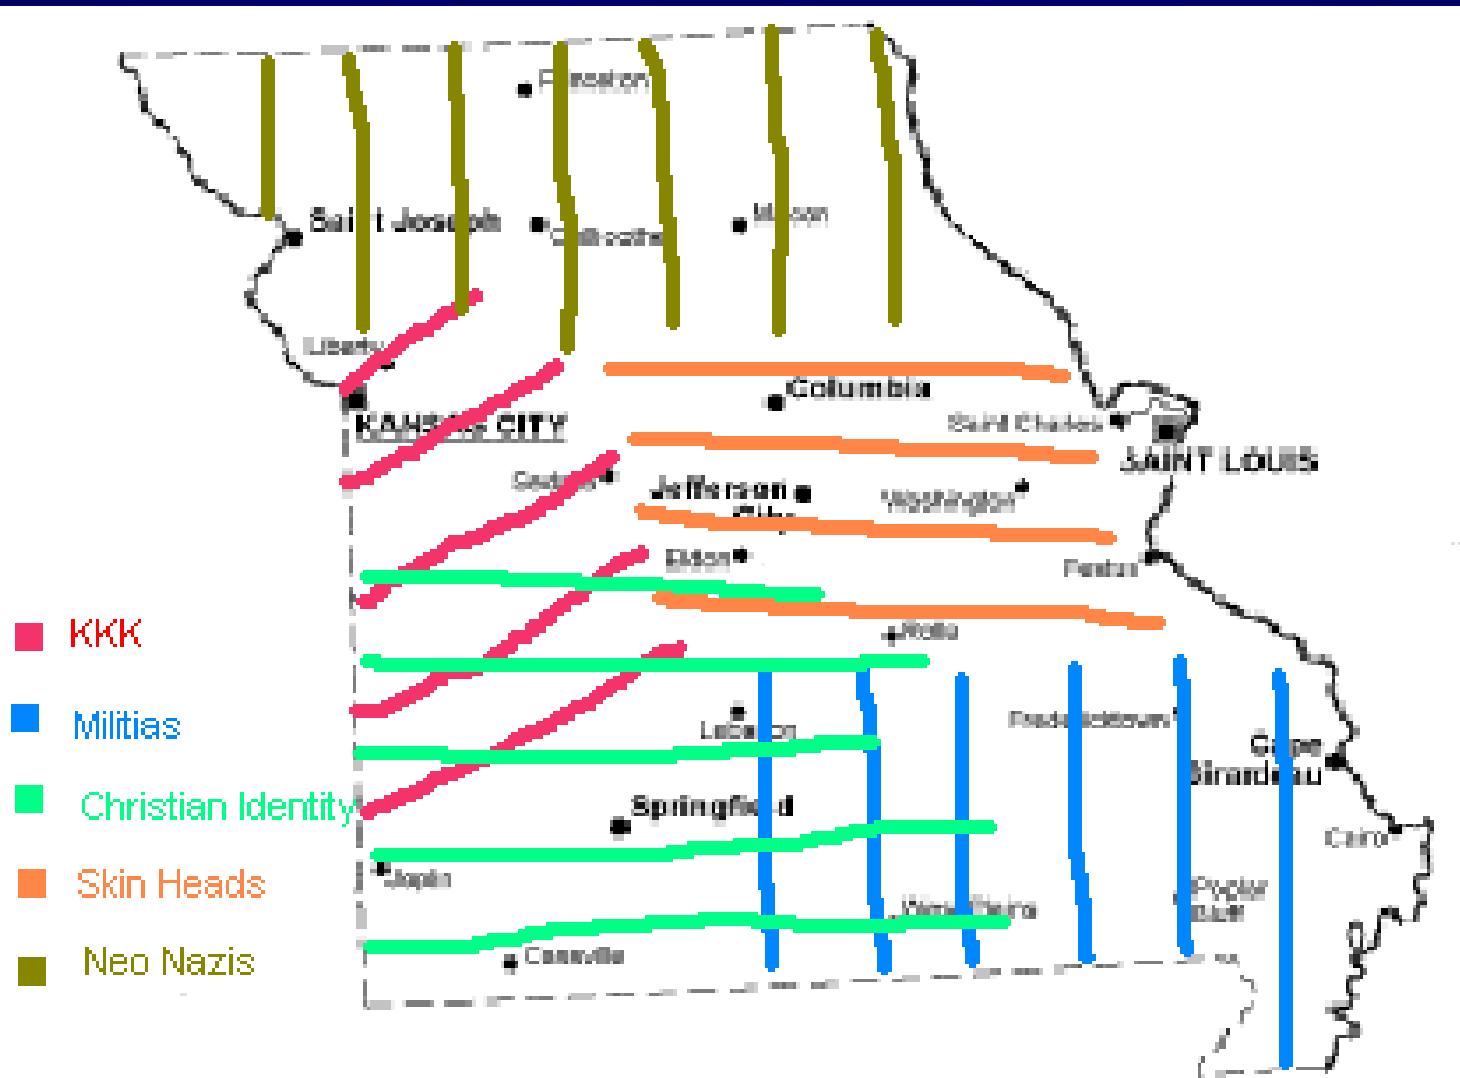 Princeton
Saint Joseph
Chillicothe
Macon
Liberty
KANSAS CITY
Columbia
Saint Charles
SAINT LOUIS
Sedalia
Jefferson
City
Washington
Eldon
Festus
Rolla
KKK
Militias
Christian Identity
Skin Heads
Neo Nazis
Lebanon
Fredericktown
Cape
Girardeau
Springfield
Cairo
Joplin
Poplar
Bluff
West Plains
Cassville